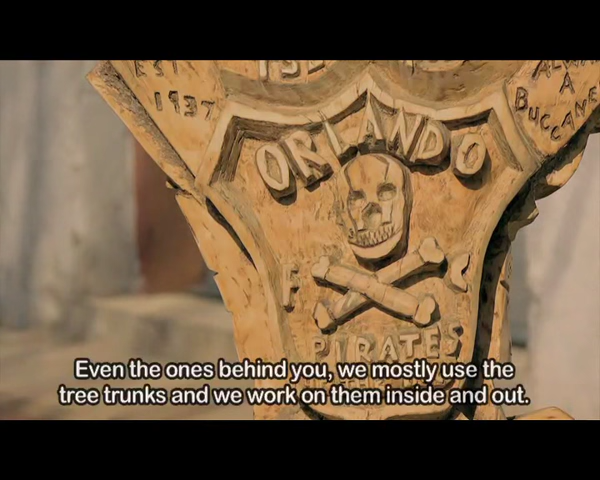 EST
1937
ALWA
A
BUCCANE
ORLANDO
F C
PIRATES
Even the ones behind you, we mostly use the
tree trunks and we work on them inside and out.